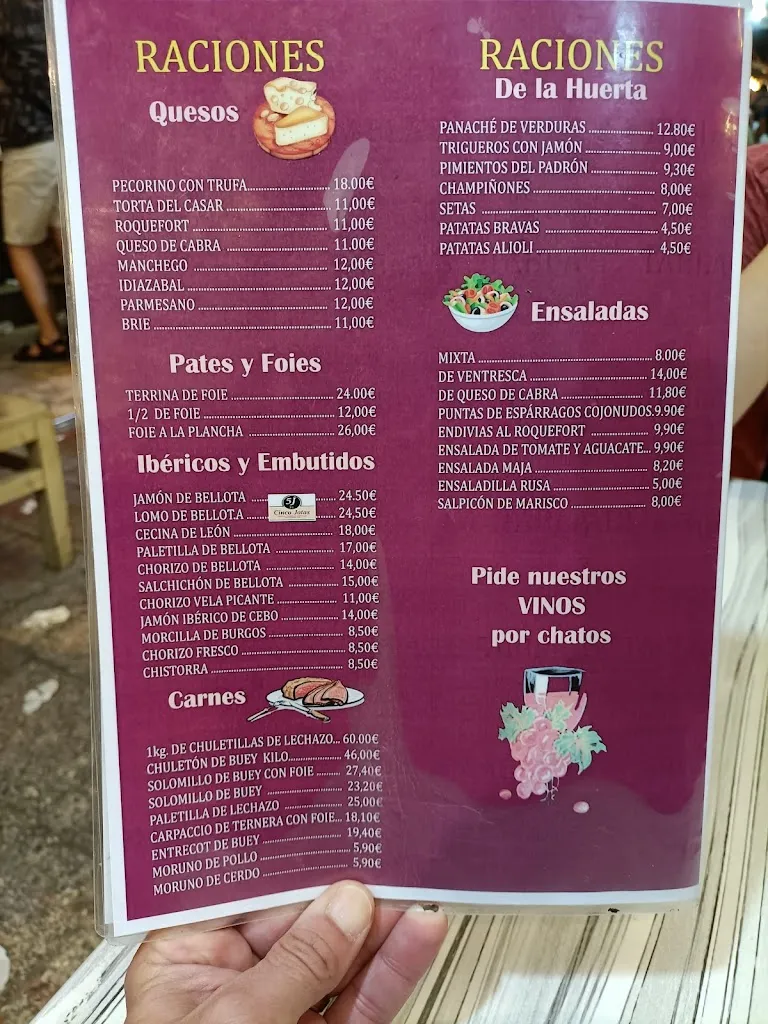 RACIONES
Quesos
PECORINO CON TRUFA........ 18.00€
TORTA DEL CASAR........ 11,00€
ROQUEFORT........ 11,00€
QUESO DE CABRA........ 11.00€
MANCHEGO........ 12,00€
IDIAZABAL........ 12,00€
PARMESANO........ 12,00€
BRIE........ 11,00€
Pates y Foies
TERRINA DE FOIE........ 24.00€
1/2 DE FOIE........ 12,00€
FOIE A LA PLANCHA........ 26,00€
Ibéricos y Embutidos
JAMÓN DE BELLOTA........ 24.50€
5J
Cinco Jotas
LOMO DE BELLOT.A........ 24,50€
CECINA DE LEÓN........ 18,00€
PALETILLA DE BELLOTA........ 17,00€
CHORIZO DE BELLOTA........ 14,00€
SALCHICHÓN DE BELLOTA........ 15,00€
CHORIZO VELA PICANTE........ 11,00€
JAMÓN IBÉRICO DE CEBO........ 14,00€
MORCILLA DE BURGOS........ 8,50€
CHORIZO FRESCO........ 8,50€
CHISTORRA........ 8,50€
Carnes
1kg. DE CHULETILLAS DE LECHAZO... 60.00€
CHULETÓN DE BUEY KILO........ 46,00€
SOLOMILLO DE BUEY CON FOIE........ 27,40€
SOLOMILLO DE BUEY........ 23,20€
PALETILLA DE LECHAZO........ 25,00€
CARPACCIO DE TERNERA CON FOIE... 18,10€
ENTRECOT DE BUEY........ 19,40€
MORUNO DE POLLO........ 5,90€
MORUNO DE CERDO........ 5,90€
RACIONES
De la Huerta
PANACHÉ DE VERDURAS........ 12.80€
TRIGUEROS CON JAMÓN........ 9,00€
PIMIENTOS DEL PADRÓN........ 9,30€
CHAMPIÑONES........ 8,00€
SETAS........ 7,00€
PATATAS BRAVAS........ 4,50€
PATATAS ALIOLI........ 4,50€
Ensaladas
MIXTA........ 8.00€
DE VENTRESCA........ 14,00€
DE QUESO DE CABRA........ 11,80€
PUNTAS DE ESPÁRRAGOS COJONUDOS.9.90€
ENDIVIAS AL ROQUEFORT........ 9,90€
ENSALADA DE TOMATE Y AGUACATE... 9,90€
ENSALADA MAJA........ 8,20€
ENSALADILLA RUSA........ 5,00€
SALPICÓN DE MARISCO........ 8,00€
Pide nuestros
VINOS
por chatos